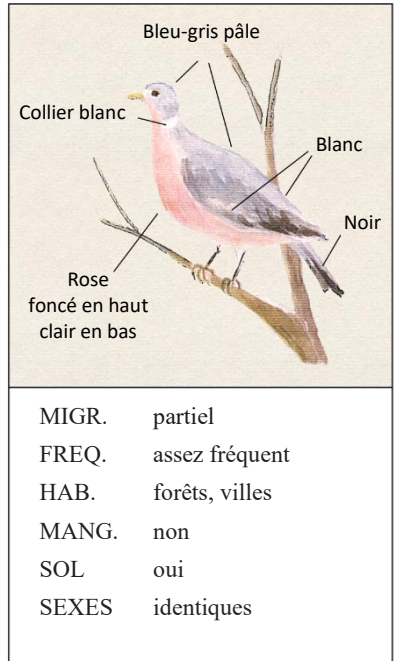 Bleu-gris pâle
Collier blanc
Blanc
Noir
Rose
foncé en haut
clair en bas
MIGR. partiel
FREQ. assez fréquent
HAB. forêts, villes
MANG. non
SOL oui
SEXES identiques